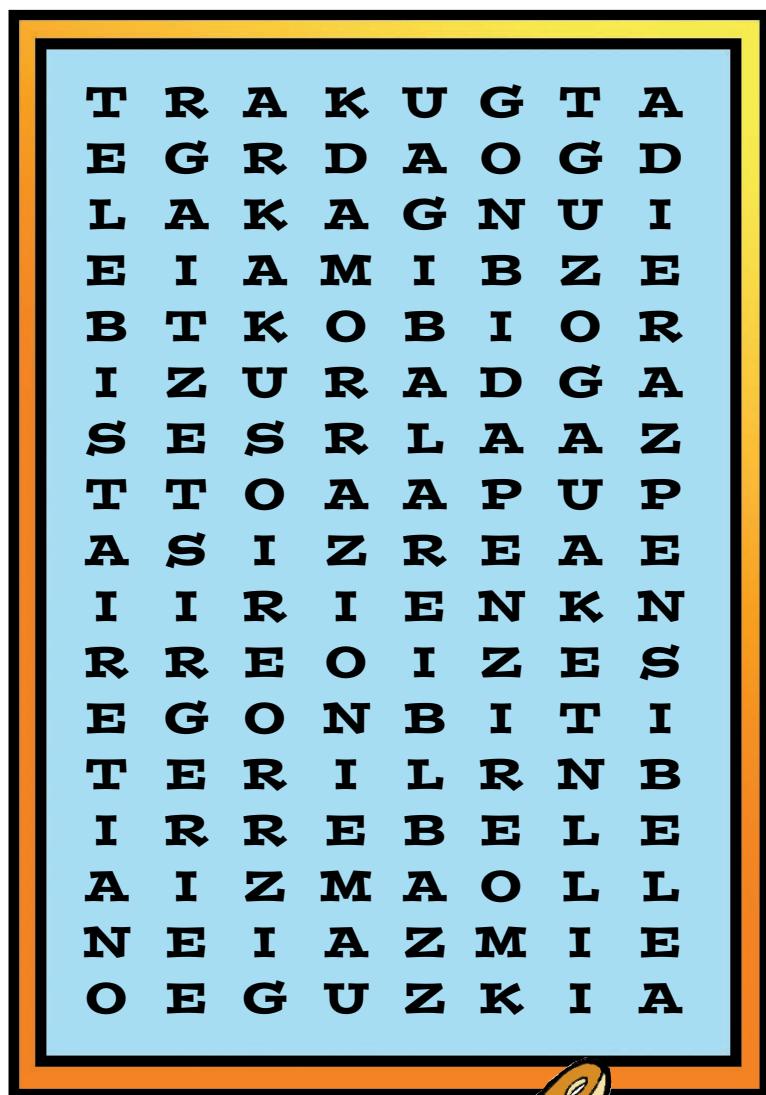 T R A K U G T A
E G R D A O G D
L A K A G N U I
E I A M I B Z E
B T K O B I O R
I Z U R A D G A
S E S R L A A Z
T T O A A P U P
A S I Z R E A E
I I R I E N K N
R R E O I Z E S
E G O N B I T I
T E R I L R N B
I R R E B E L E
A I Z M A O L L
N E I A Z M I E
O E G U Z K I A